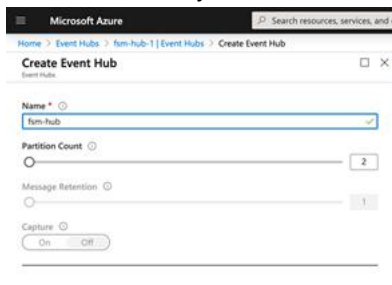 Microsoft Azure
Search resources, services, and
Home > Event Hubs > fsm-hub-1 | Event Hubs > Create Event Hub
Create Event Hub
Event Hubs
Name *
fsm-hub
Partition Count
2
Message Retention
1
Capture
On Off